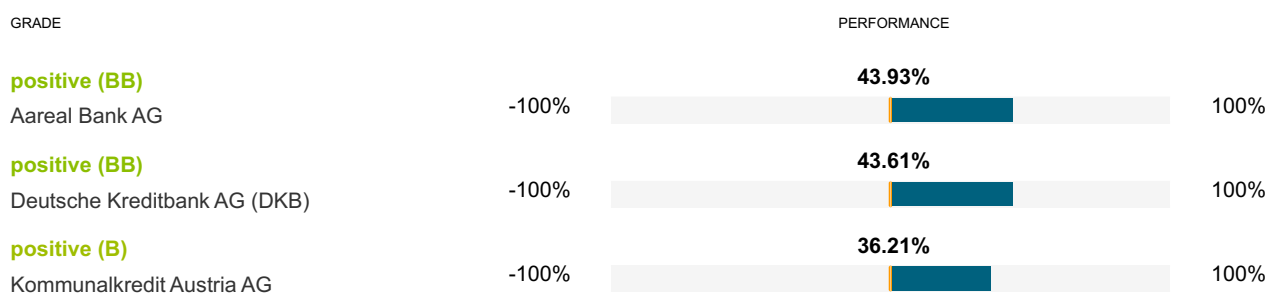 GRADE PERFORMANCE
positive (BB) 43.93%
Aareal Bank AG -100% 100%
positive (BB) 43.61%
Deutsche Kreditbank AG (DKB) -100% 100%
positive (B) 36.21%
Kommunalkredit Austria AG -100% 100%